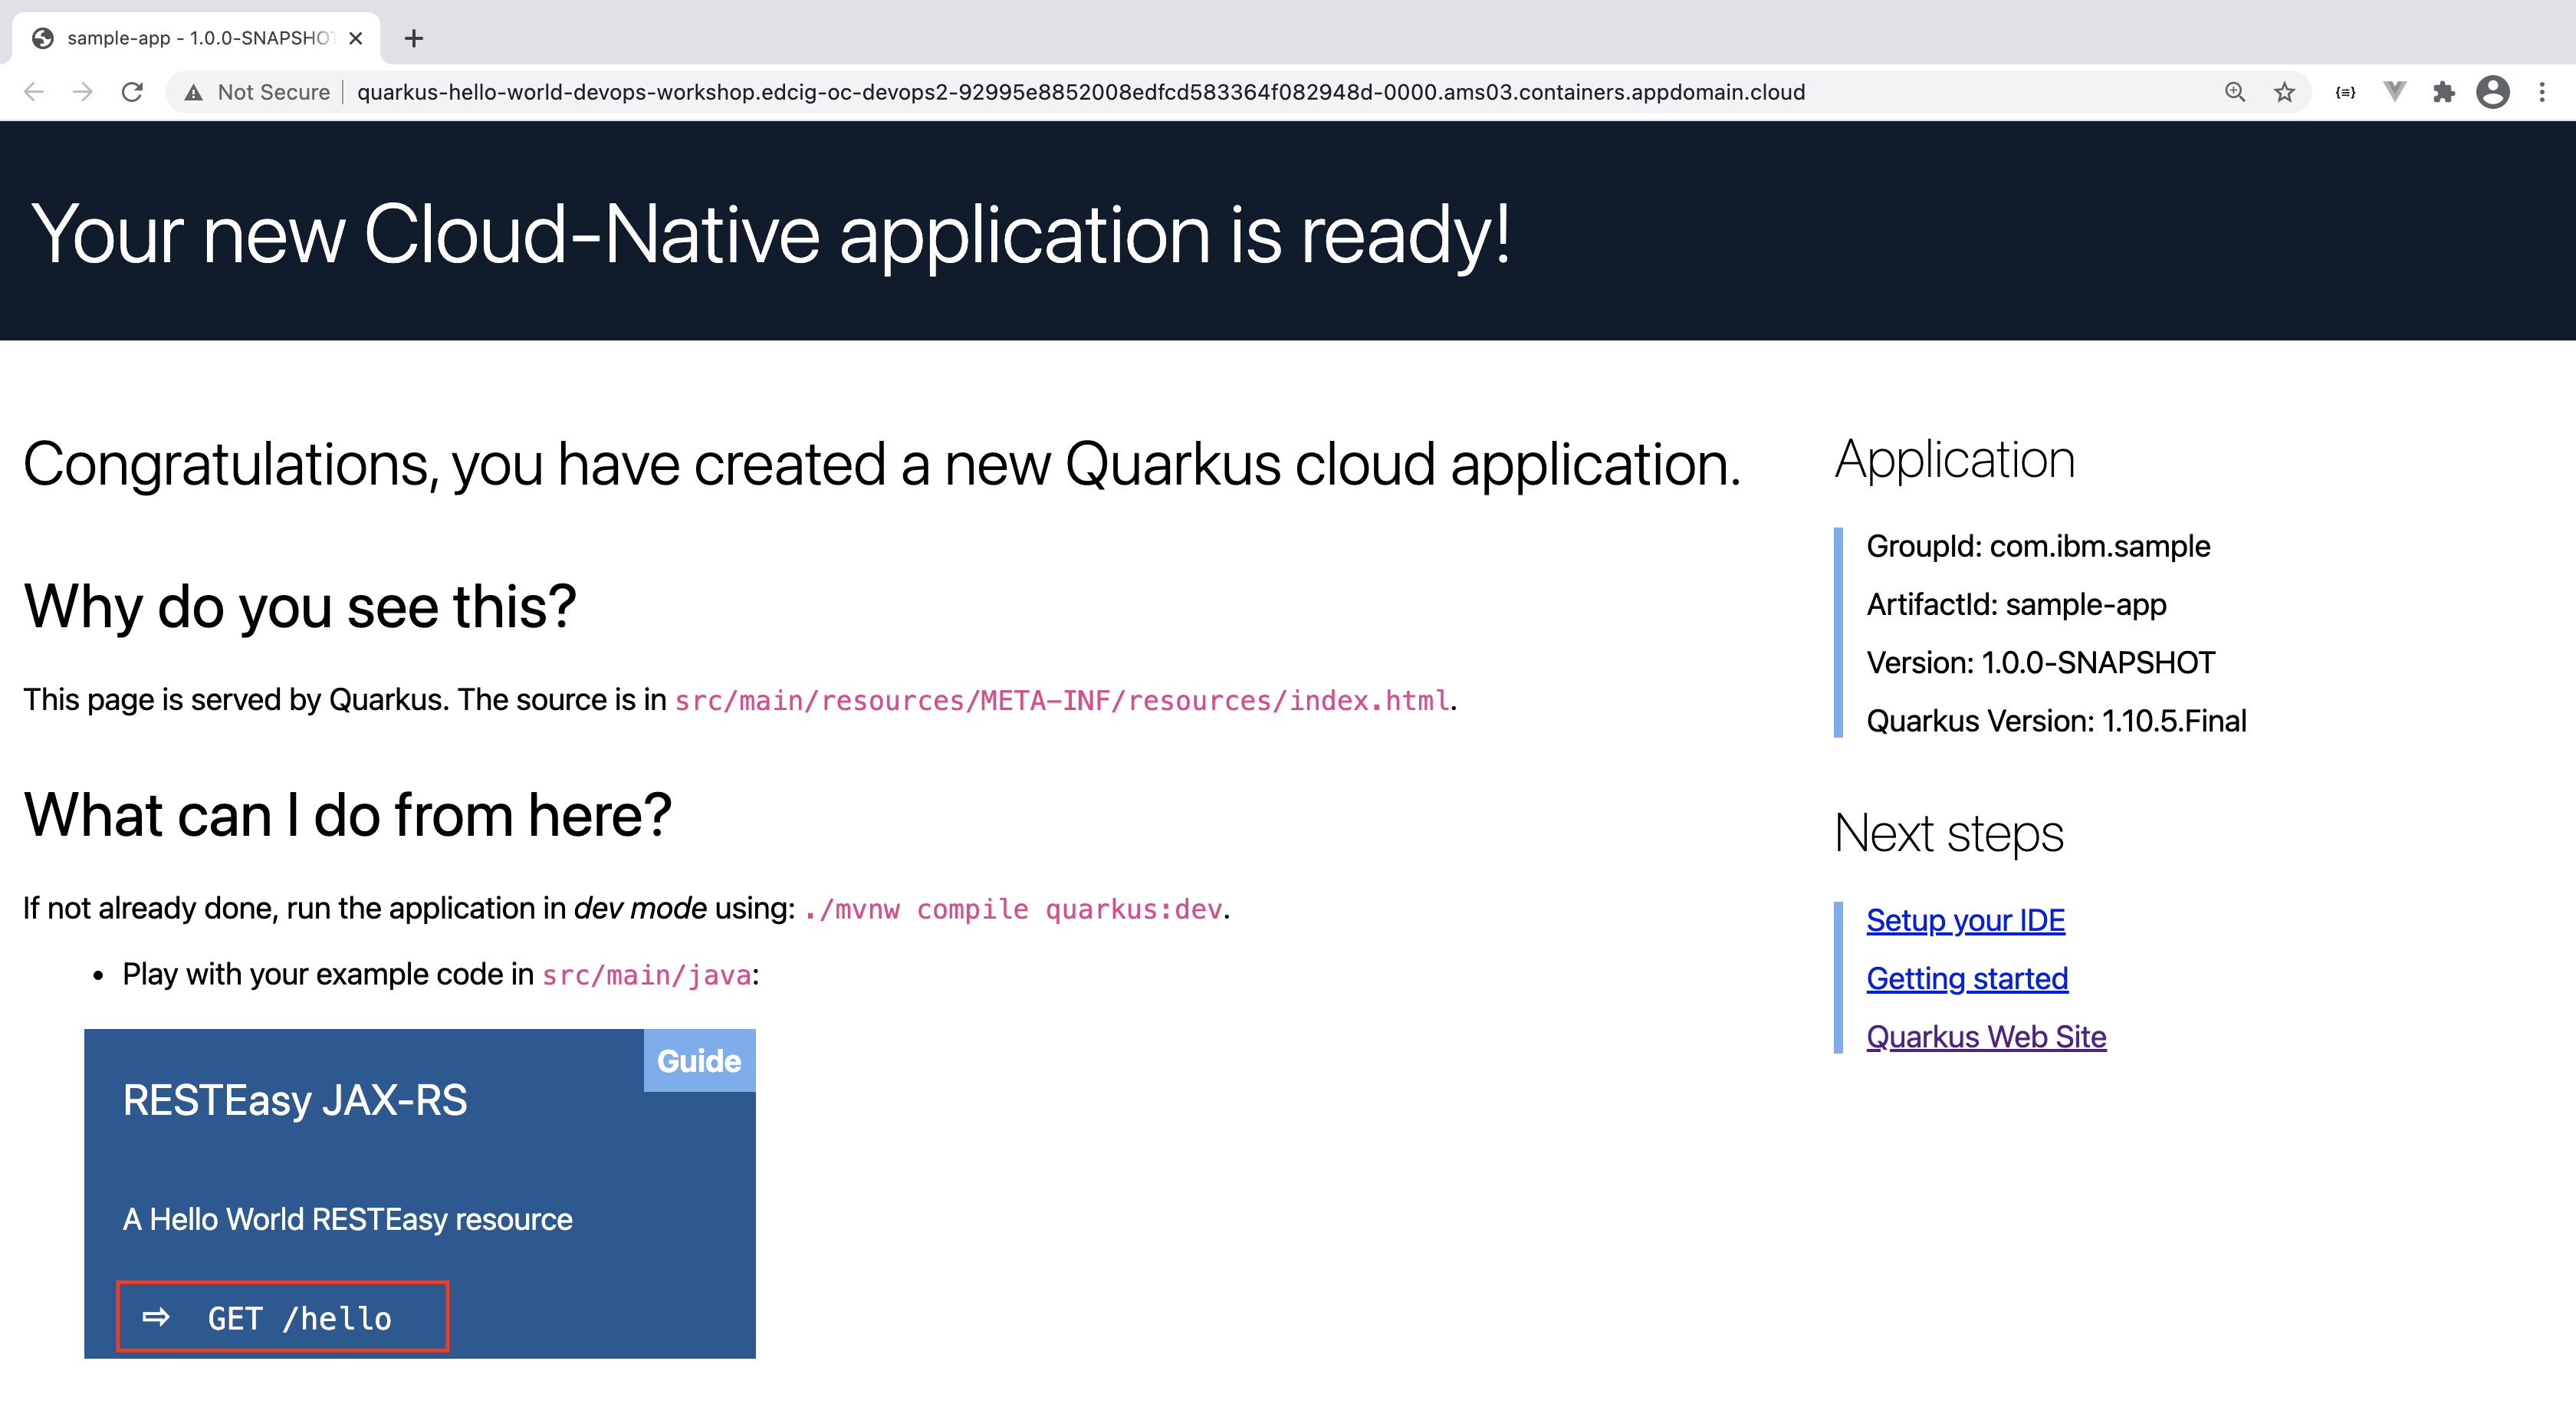 sample-app - 1.0.0-SNAPSHO
Not Secure
quarkus-hello-world-devops-workshop.edcig-oc-devops2-92995e8852008edfcd583364f082948d-0000.ams03.containers.appdomain.cloud
Your new Cloud-Native application is ready!
Congratulations, you have created a new Quarkus cloud application.
Why do you see this?
This page is served by Quarkus. The source is in src/main/resources/META-INF/resources/index.html.
What can I do from here?
If not already done, run the application in dev mode using: ./mvnw compile quarkus:dev.
• Play with your example code in src/main/java:
Guide
RESTEasy JAX-RS
A Hello World RESTEasy resource
⇨ GET /hello
Application
GroupId: com.ibm.sample
ArtifactId: sample-app
Version: 1.0.0-SNAPSHOT
Quarkus Version: 1.10.5.Final
Next steps
Setup your IDE
Getting started
Quarkus Web Site